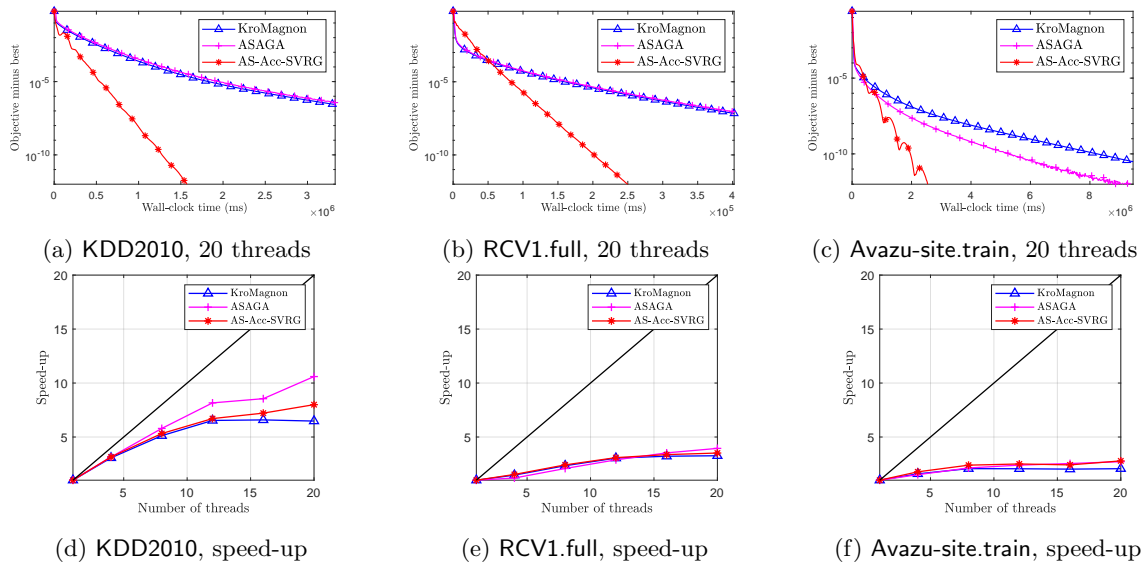 KroMagnon
ASAGA
AS-Acc-SVRG
Objective minus best
10^-5
10^-10
0 0.5 1 1.5 2 2.5 3
Wall-clock time (ms) ×10^6
(a) KDD2010, 20 threads
KroMagnon
ASAGA
AS-Acc-SVRG
Objective minus best
10^-5
10^-10
0 0.5 1 1.5 2 2.5 3 3.5 4
Wall-clock time (ms) ×10^5
(b) RCV1.full, 20 threads
KroMagnon
ASAGA
AS-Acc-SVRG
Objective minus best
10^-5
10^-10
0 2 4 6 8
Wall-clock time (ms) ×10^6
(c) Avazu-site.train, 20 threads
KroMagnon
ASAGA
AS-Acc-SVRG
Speed-up
20
15
10
5
5 10 15 20
Number of threads
(d) KDD2010, speed-up
KroMagnon
ASAGA
AS-Acc-SVRG
Speed-up
20
15
10
5
5 10 15 20
Number of threads
(e) RCV1.full, speed-up
KroMagnon
ASAGA
AS-Acc-SVRG
Speed-up
20
15
10
5
5 10 15 20
Number of threads
(f) Avazu-site.train, speed-up